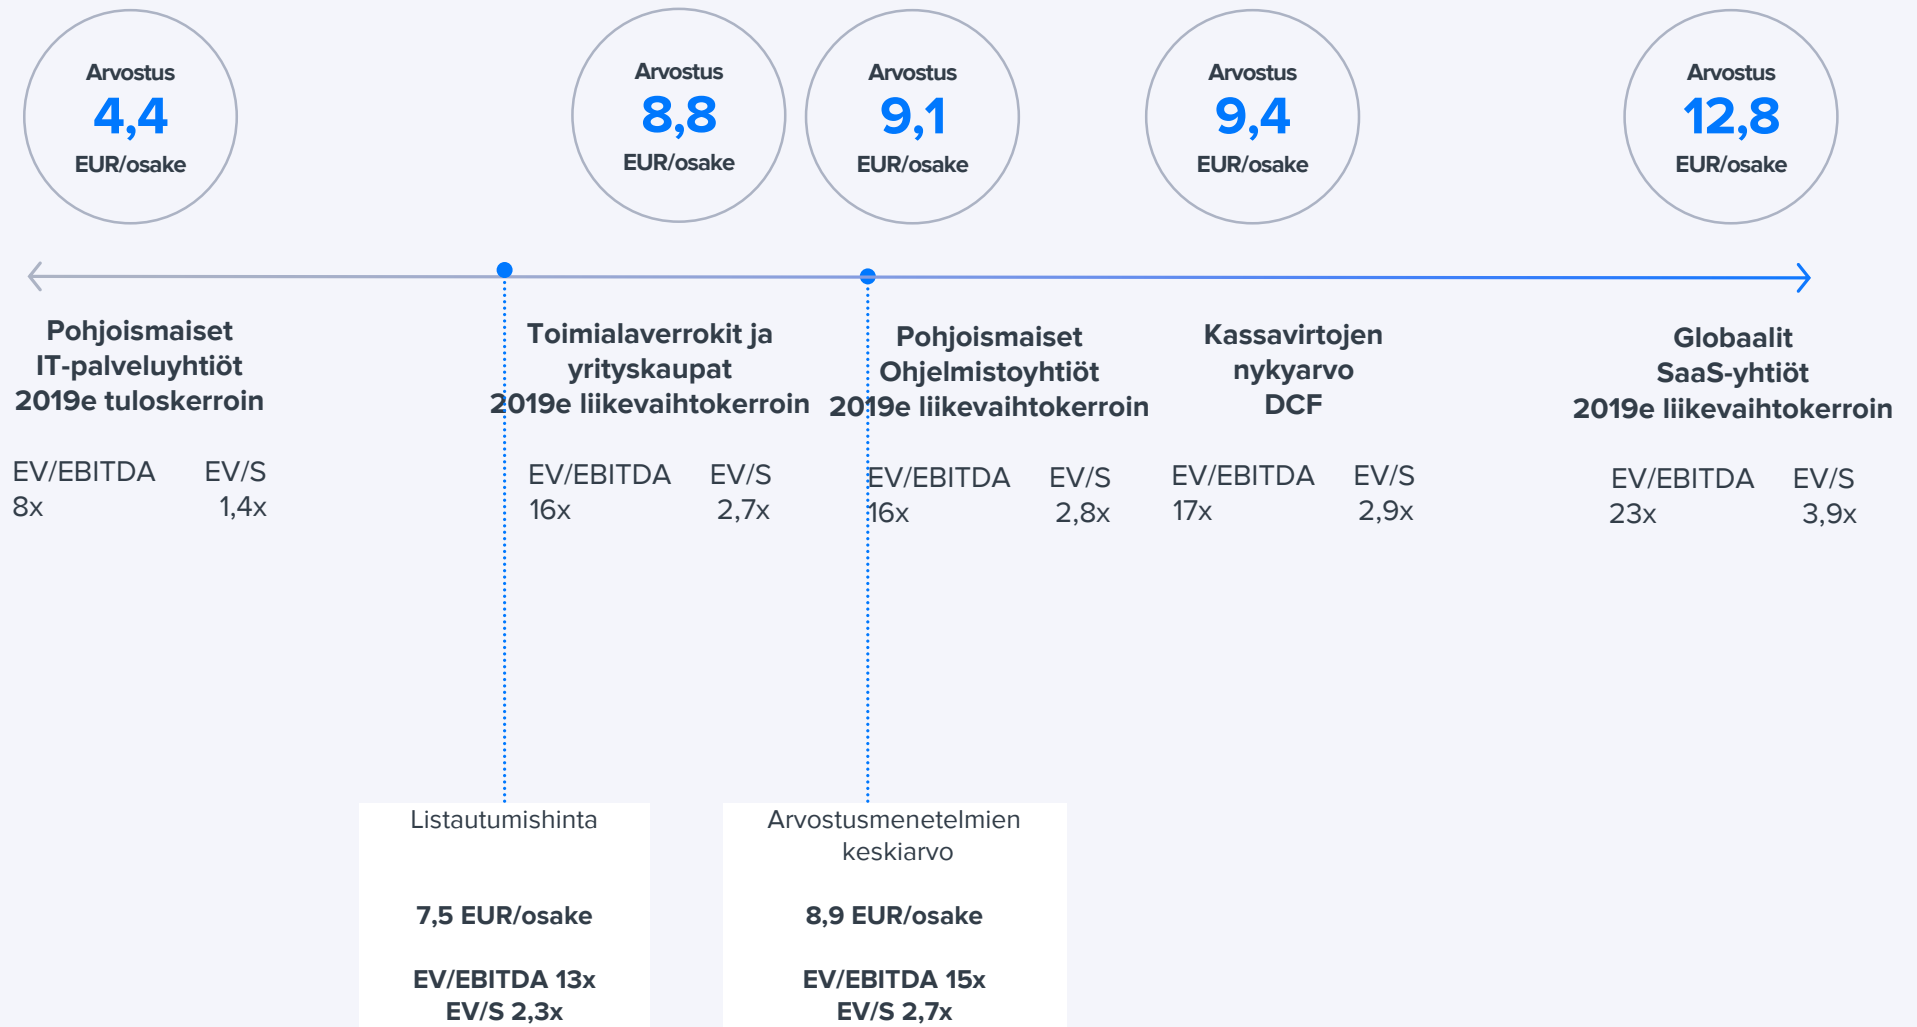 Arvostus
4,4
EUR/osake
Arvostus
8,8
EUR/osake
Arvostus
9,1
EUR/osake
Arvostus
9,4
EUR/osake
Arvostus
12,8
EUR/osake
Pohjoismaiset
IT-palveluyhtiöt
2019e tuloskerroin
EV/EBITDA EV/S
8x 1,4x
Toimialaverrokit ja
yrityskaupat
2019e liikevaihtokerroin
EV/EBITDA EV/S
16x 2,7x
Pohjoismaiset
Ohjelmistoyhtiöt
2019e liikevaihtokerroin
EV/EBITDA EV/S
16x 2,8x
Kassavirtojen
nykyarvo
DCF
EV/EBITDA EV/S
17x 2,9x
Globaalit
SaaS-yhtiöt
2019e liikevaihtokerroin
EV/EBITDA EV/S
23x 3,9x
Listautumishinta
7,5 EUR/osake
EV/EBITDA 13x
EV/S 2,3x
Arvostusmenetelmien
keskiarvo
8,9 EUR/osake
EV/EBITDA 15x
EV/S 2,7x